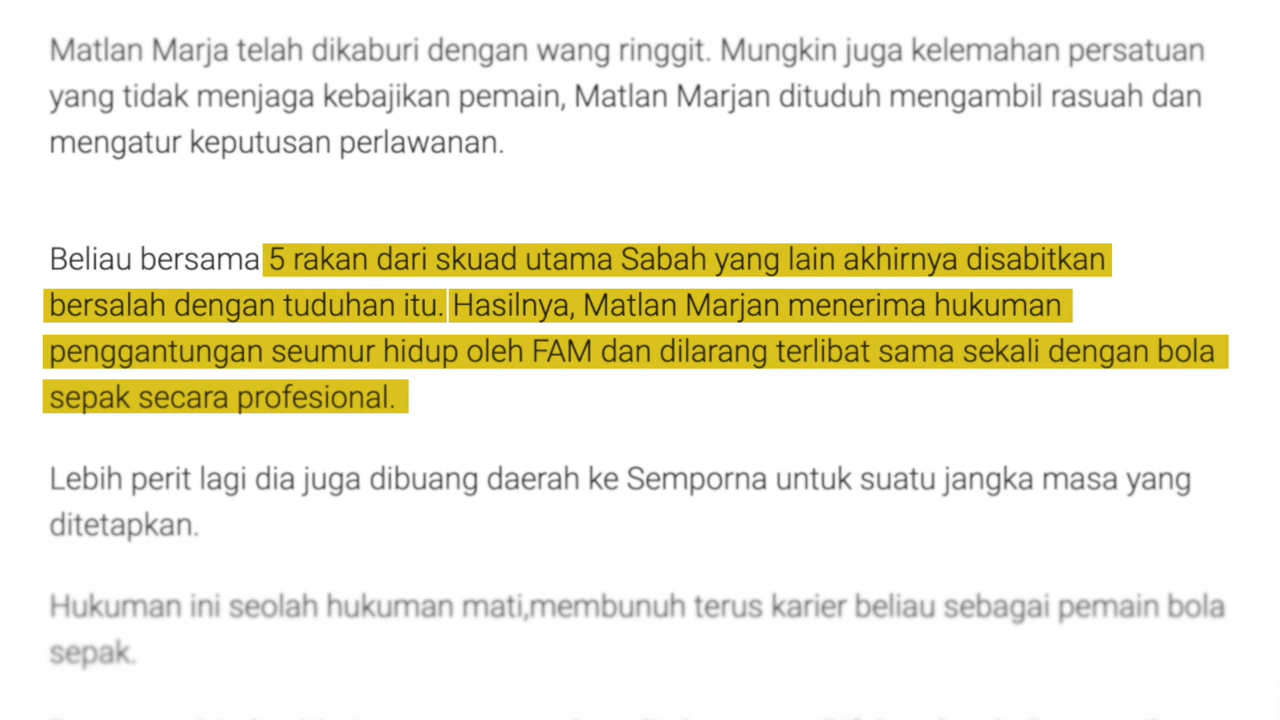 Matlan Marja telah dikaburi dengan wang ringgit. Mungkin juga kelemahan persatuan
yang tidak menjaga kebajikan pemain, Matlan Marjan dituduh mengambil rasuah dan
mengatur keputusan perlawanan.
Beliau bersama 5 rakan dari skuad utama Sabah yang lain akhirnya disabitkan
bersalah dengan tuduhan itu. Hasilnya, Matlan Marjan menerima hukuman
penggantungan seumur hidup oleh FAM dan dilarang terlibat sama sekali dengan bola
sepak secara profesional.
Lebih perit lagi dia juga dibuang daerah ke Semporna untuk suatu jangka masa yang
ditetapkan.
Hukuman ini seolah hukuman mati,membunuh terus karier beliau sebagai pemain bola
sepak.